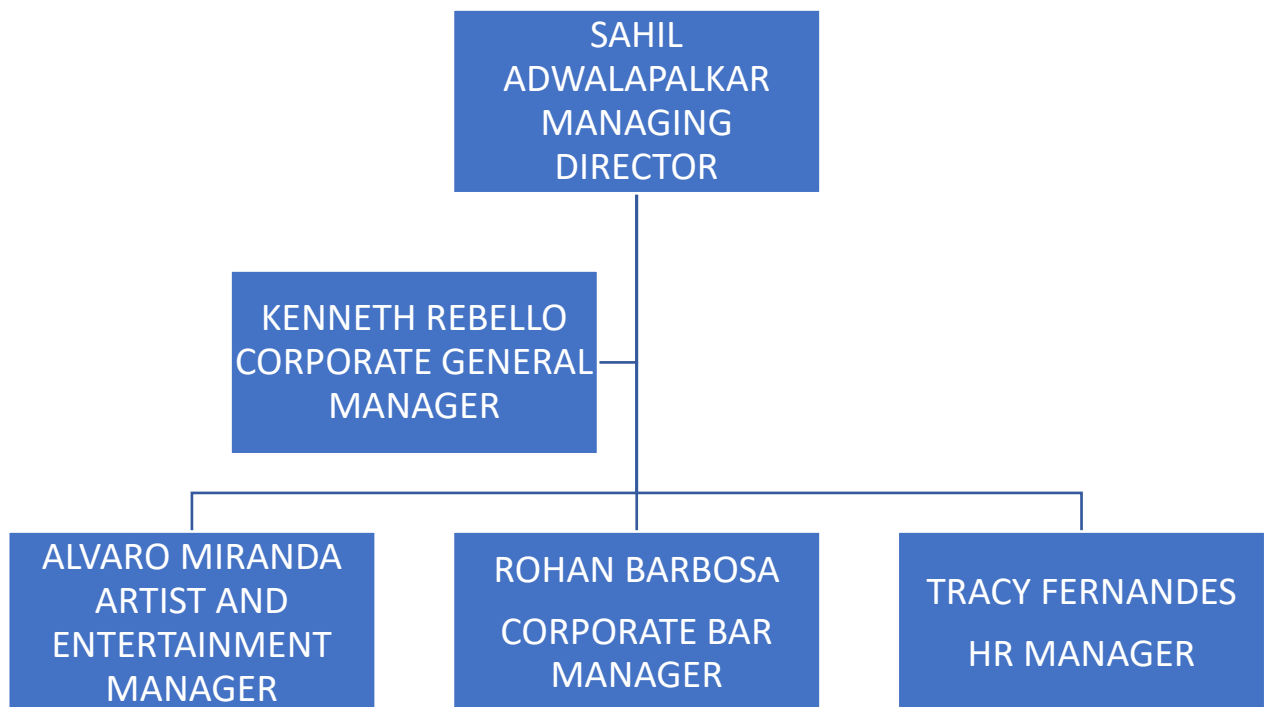 SAHIL
ADWALAPALKAR
MANAGING
DIRECTOR
KENNETH REBELLO
CORPORATE GENERAL
MANAGER
ALVARO MIRANDA
ARTIST AND
ENTERTAINMENT
MANAGER
ROHAN BARBOSA
CORPORATE BAR
MANAGER
TRACY FERNANDES
HR MANAGER